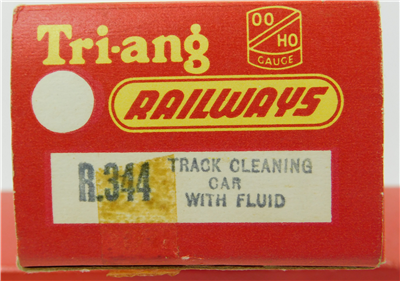 Tri-ang
OO
HO
GAUGE
RAILWAYS
R.344
TRACK CLEANING
CAR
WITH FLUID